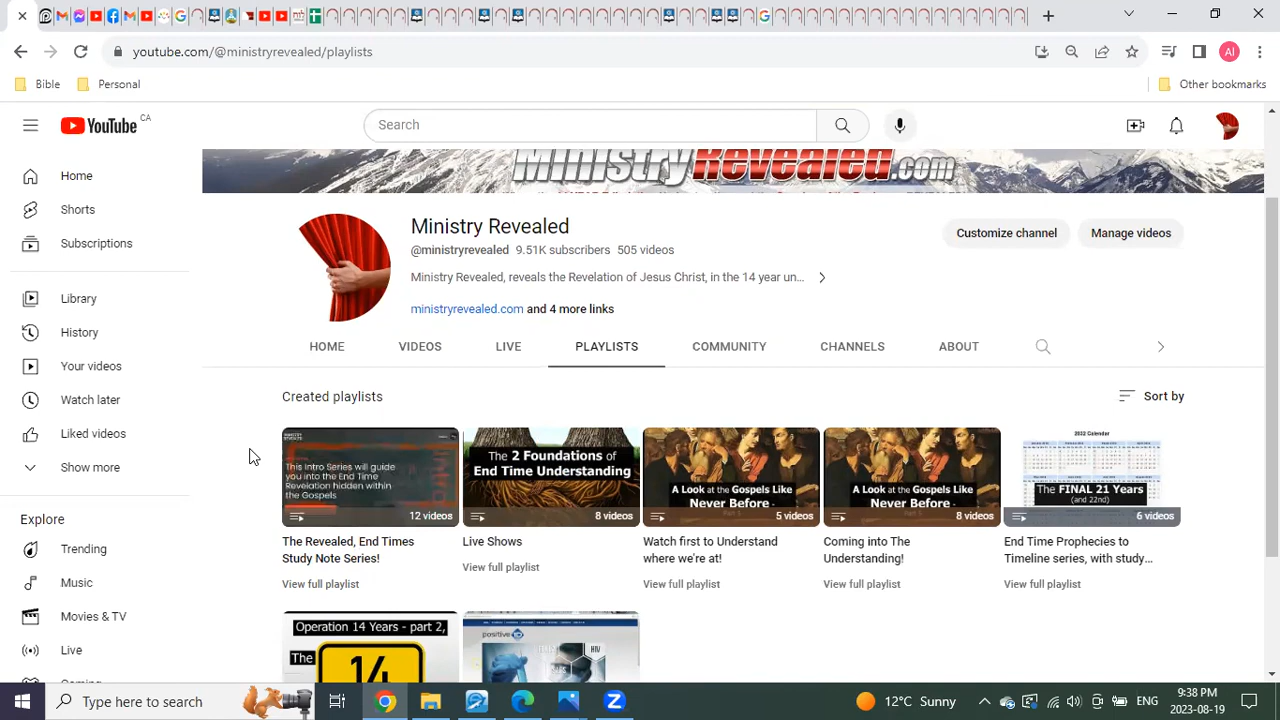 youtube.com/@ministryrevealed/playlists
AI
Bible
Personal
Other bookmarks
YouTube CA
Search
MinistryRevealed.com
Home
Shorts
Subscriptions
Library
History
Your videos
Watch later
Liked videos
Show more
Explore
Trending
Music
Movies & TV
Live
Ministry Revealed
@ministryrevealed 9.51K subscribers 505 videos
Ministry Revealed, reveals the Revelation of Jesus Christ, in the 14 year un...
ministryrevealed.com and 4 more links
Customize channel
Manage videos
HOME VIDEOS LIVE PLAYLISTS COMMUNITY CHANNELS ABOUT
Created playlists
Sort by
This Intro Series will guide
you into the End Time
Revelation hidden within
the Gospels
12 videos
The Revealed, End Times
Study Note Series!
View full playlist
The 2 Foundations of
End Time Understanding
8 videos
Live Shows
View full playlist
A Look at the Gospels Like
Never Before -
5 videos
Watch first to Understand
where we're at!
View full playlist
A Look at the Gospels Like
Never Before -
8 videos
Coming into The
Understanding!
View full playlist
2032 Calendar
The FINAL 21 Years
(and 22nd)
6 videos
End Time Prophecies to
Timeline series, with study...
View full playlist
Operation 14 Years - part 2,
The
14
positive
HIV
Type here to search
12°C Sunny
ENG
9:38 PM
2023-08-19